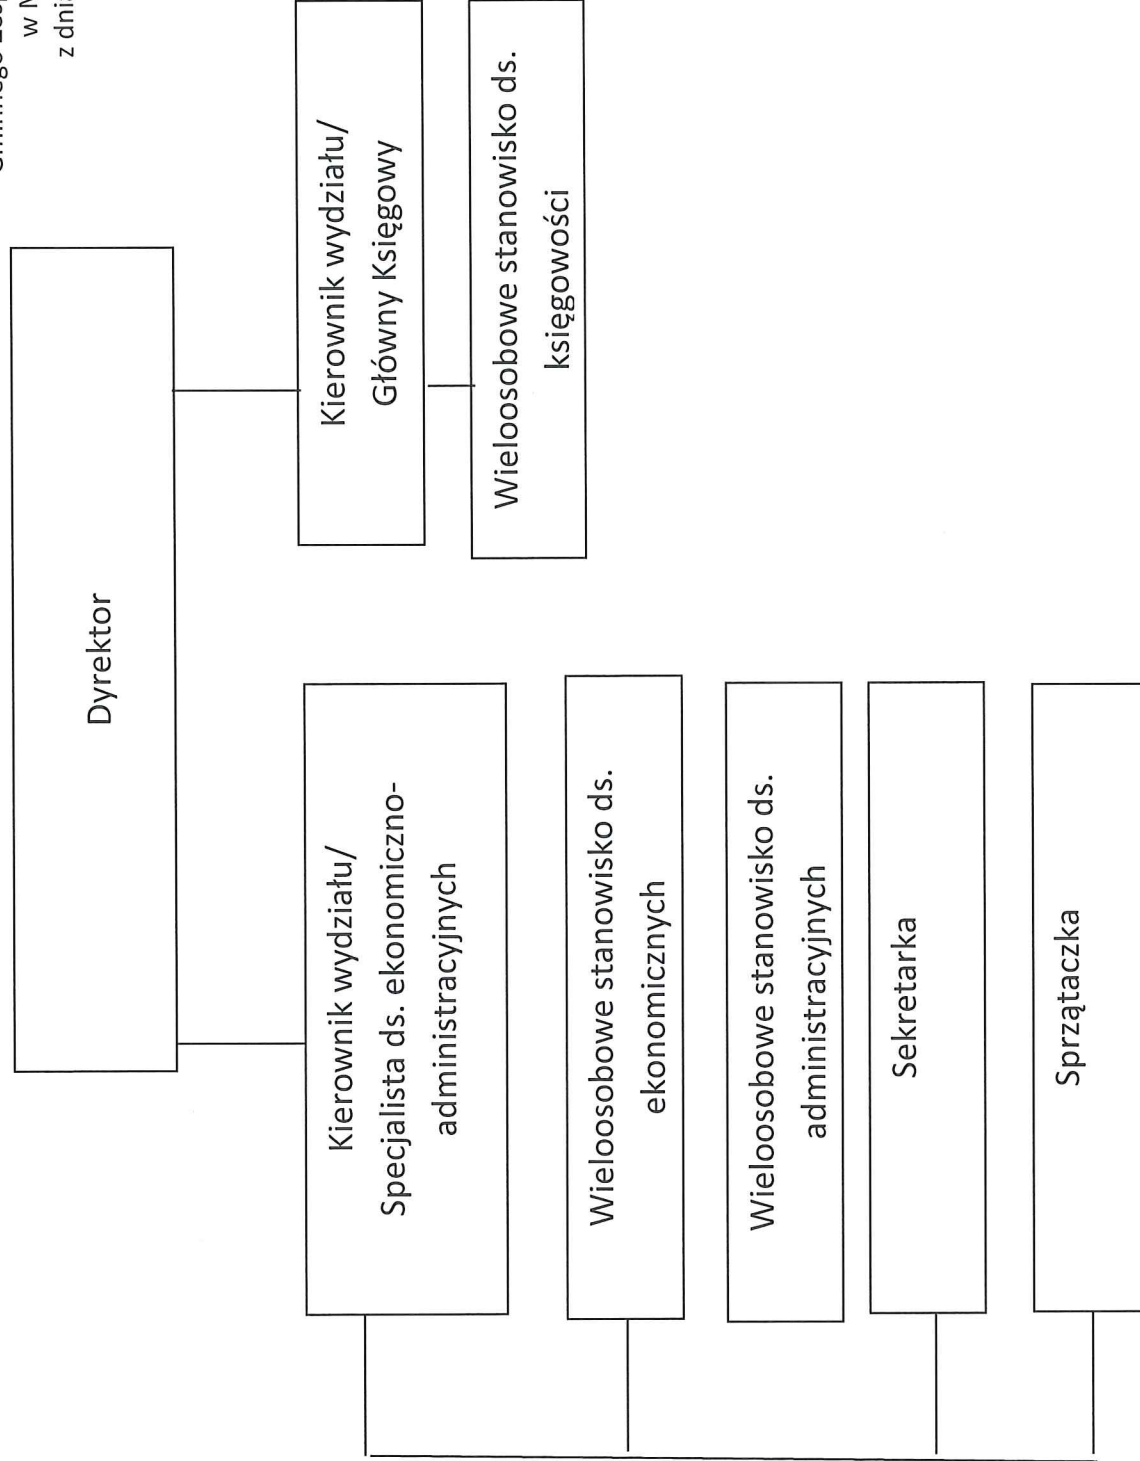 w
z dnia
Dyrektor
Kierownik wydziału/
Specjalista ds. ekonomiczno-
administracyjnych
Kierownik wydziału/
Główny Księgowy
Wieloosobowe stanowisko ds.
księgowości
Wieloosobowe stanowisko ds.
ekonomicznych
Wieloosobowe stanowisko ds.
administracyjnych
Sekretarka
Sprzątaczka